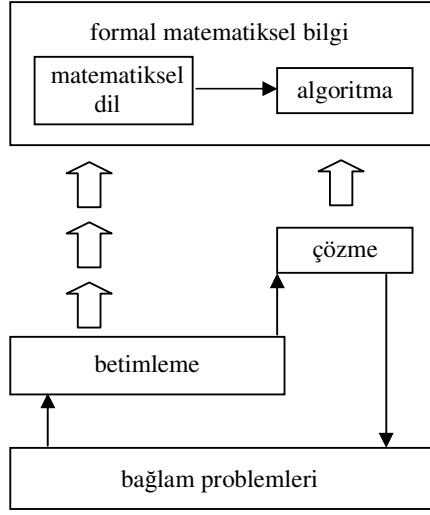 formal matematiksel bilgi
matematiksel
dil
algoritma
çözme
betimleme
bağlam problemleri